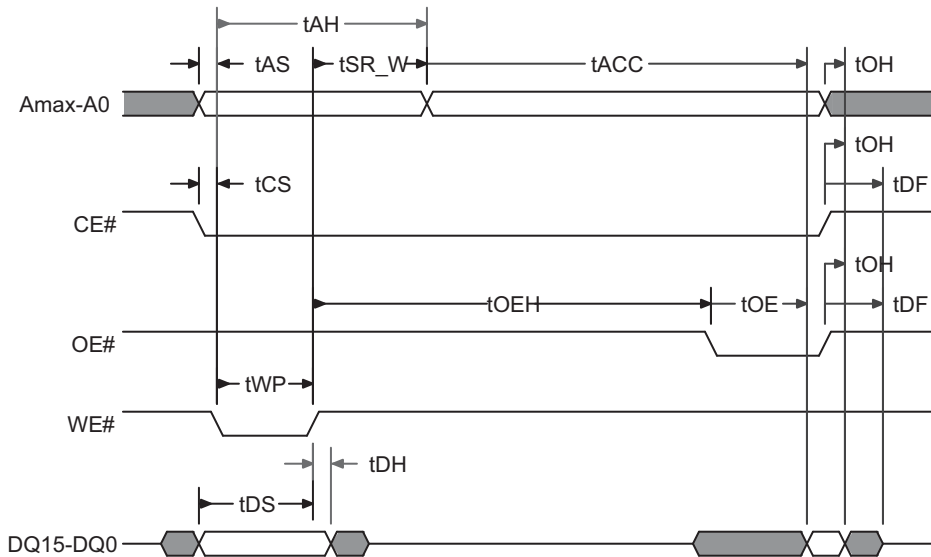 tAH
tAS tSR_W tACC tOH
Amax-A0
tOH
tCS tDF
CE#
tOH
tOEH tOE tDF
OE#
tWP
WE#
tDH
tDS
DQ15-DQ0